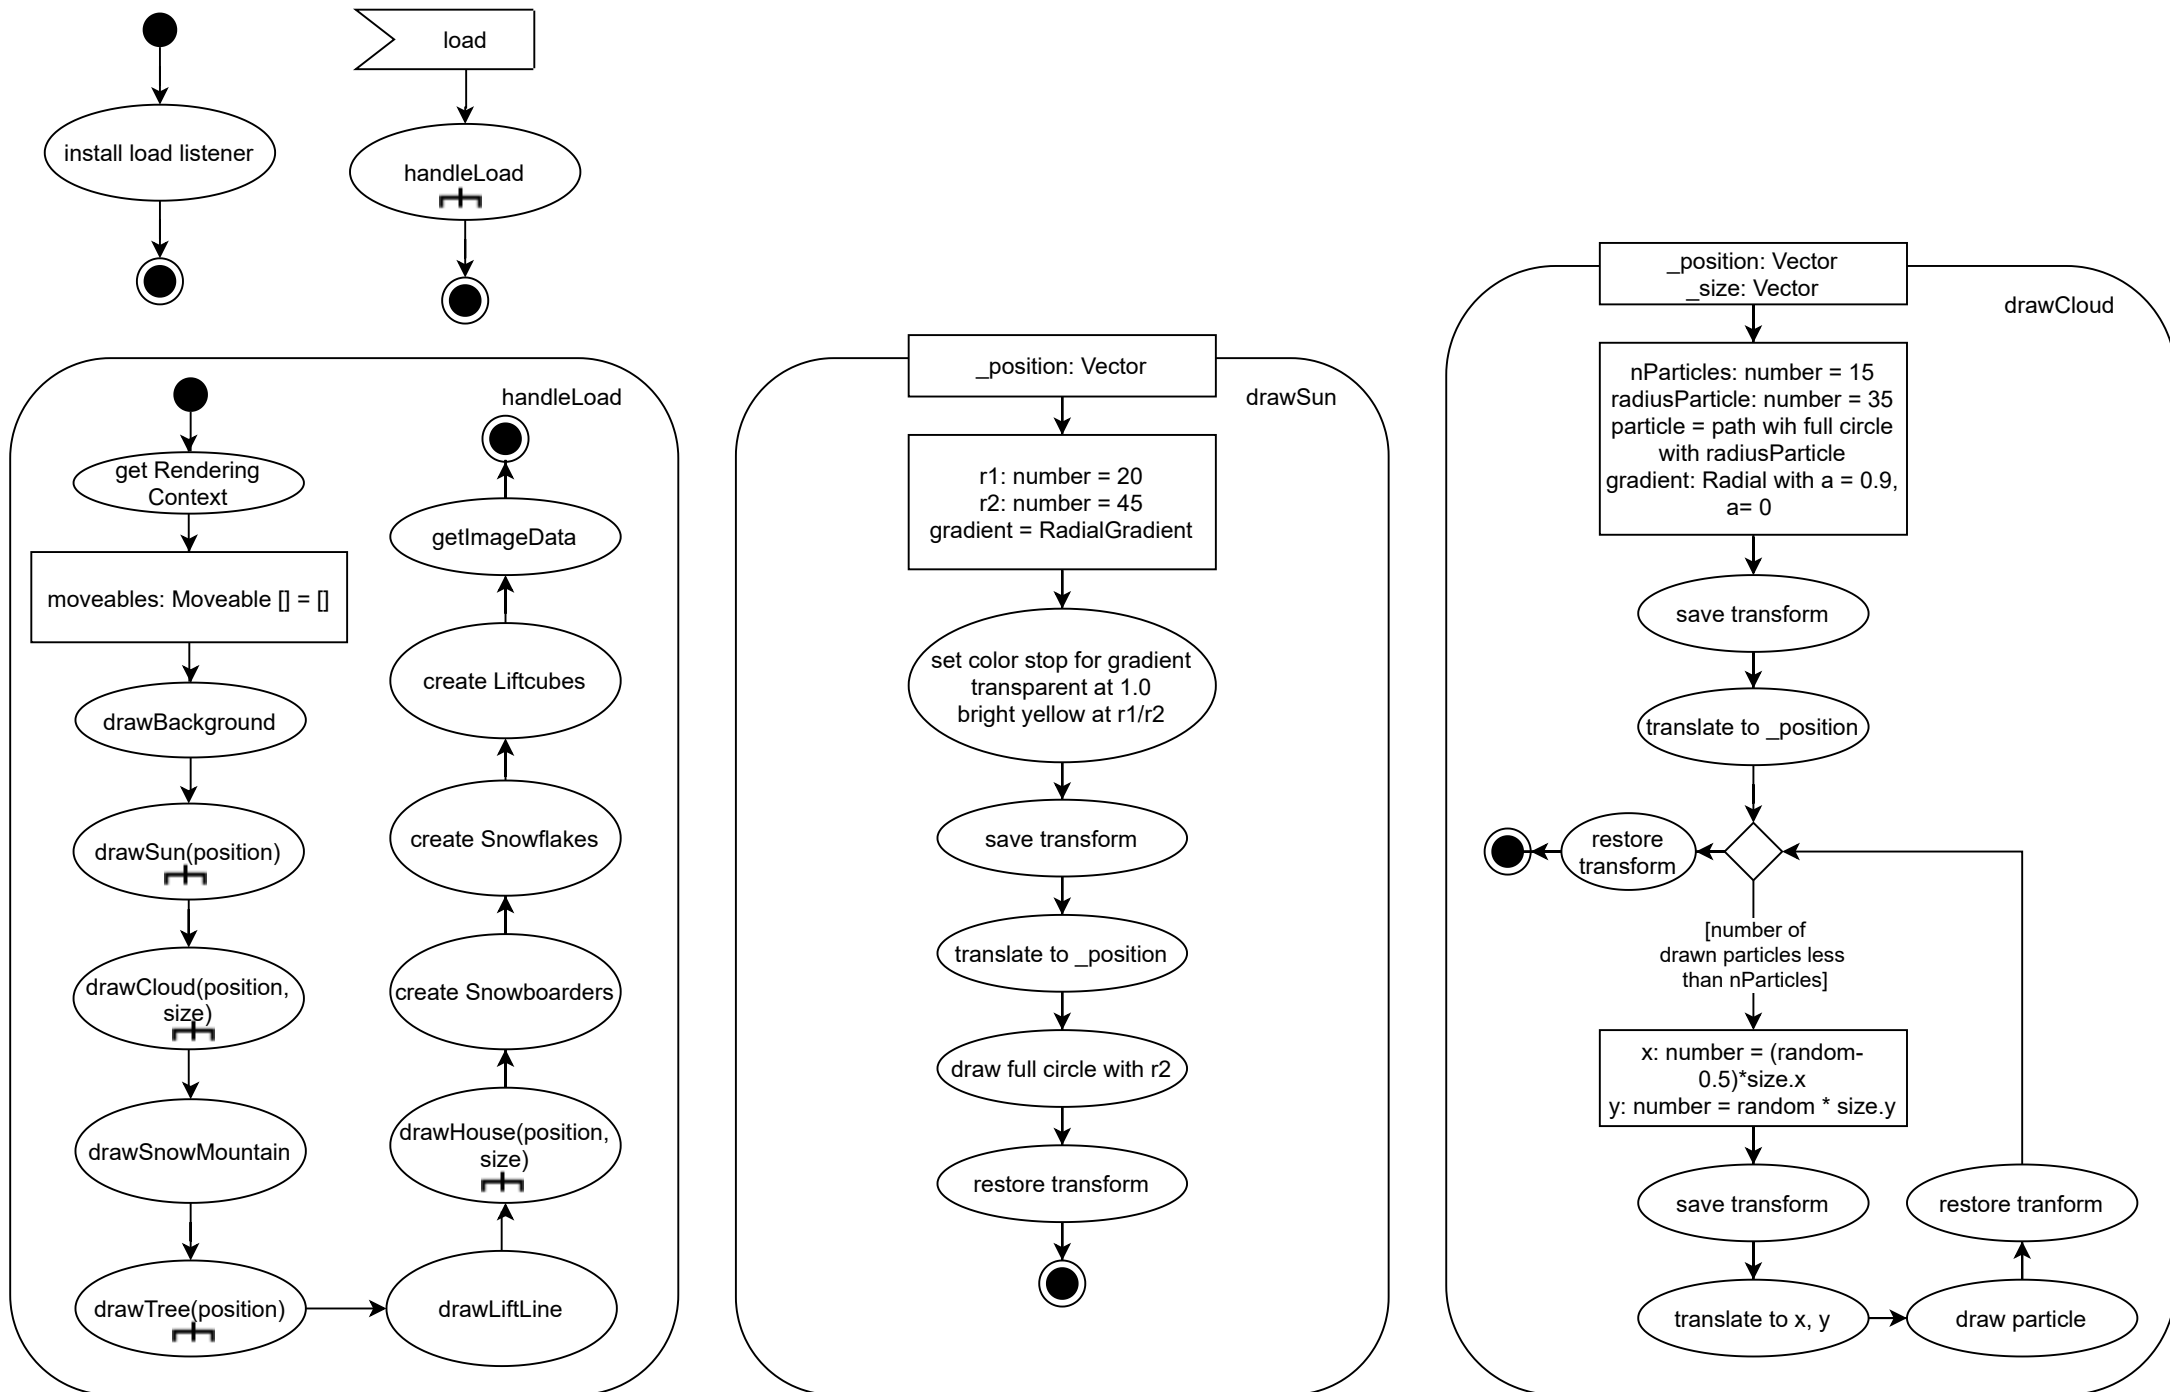 install load listener
load
handleLoad
handleLoad
get Rendering
Context
moveables: Moveable [] = []
drawBackground
drawSun(position)
drawCloud(position,
size)
drawSnowMountain
drawTree(position)
drawLiftLine
drawHouse(position,
size)
create Snowboarders
create Snowflakes
create Liftcubes
getImageData
_position: Vector
drawSun
r1: number = 20
r2: number = 45
gradient = RadialGradient
set color stop for gradient
transparent at 1.0
bright yellow at r1/r2
save transform
translate to _position
draw full circle with r2
restore transform
_position: Vector
_size: Vector
drawCloud
nParticles: number = 15
radiusParticle: number = 35
particle = path wih full circle
with radiusParticle
gradient: Radial with a = 0.9,
a= 0
save transform
translate to _position
restore
transform
[number of
drawn particles less
than nParticles]
x: number = (random-
0.5)*size.x
y: number = random * size.y
save transform
translate to x, y
draw particle
restore tranform